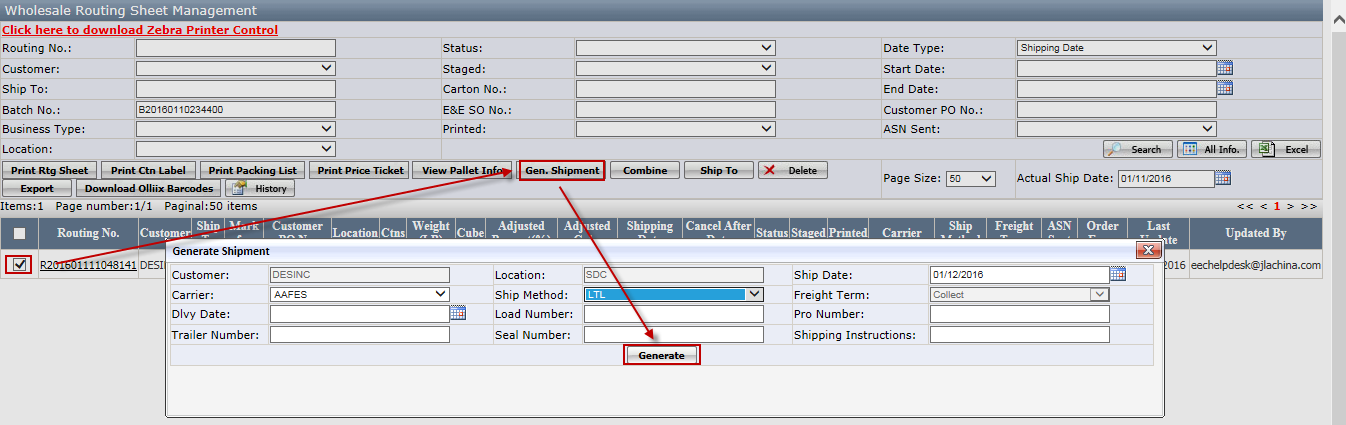 Wholesale Routing Sheet Management
Click here to download Zebra Printer Control
Routing No.: Status: Date Type: Shipping Date
Customer: Staged: Start Date:
Ship To: Carton No.: End Date:
Batch No.: B20160110234400 E&E SO No.: Customer PO No.:
Business Type: Printed: ASN Sent:
Location: Search All Info. Excel
Print Rtg Sheet Print Ctn Label Print Packing List Print Price Ticket View Pallet Info Gen. Shipment Combine Ship To Delete
Page Size: 50 Actual Ship Date: 01/11/2016
Export Download Olliix Barcodes History
Items:1 Page number:1/1 Paginal:50 items << < 1 > >>
Routing No. Customer Ship Mark Customer Location Ctns Weight Cube Adjusted Adjusted Shipping Cancel After Status Staged Printed Carrier Ship Freight ASN Order Last Updated By
R201601111048141 DESINC 2016 eechelpdesk@jlachina.com
Generate Shipment
Customer: DESINC Location: SDC Ship Date: 01/12/2016
Carrier: AAFES Ship Method: LTL Freight Term: Collect
Dlvy Date: Load Number: Pro Number:
Trailer Number: Seal Number: Shipping Instructions:
Generate